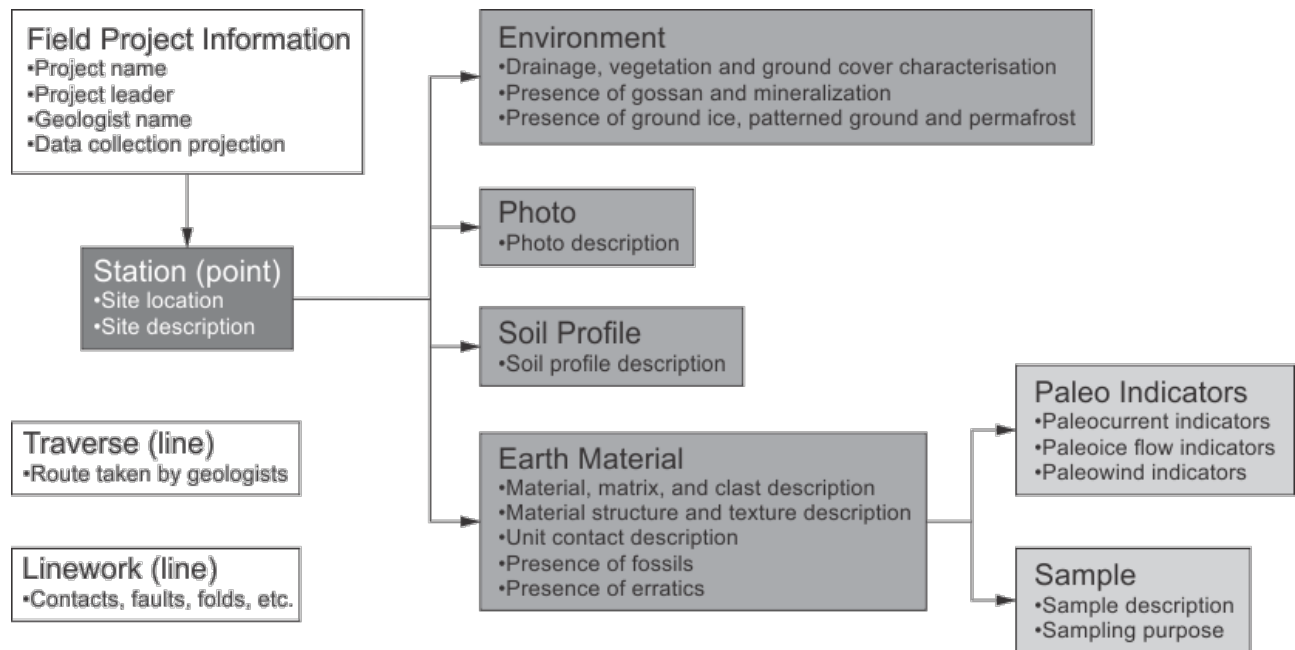 Field Project Information
•Project name
•Project leader
•Geologist name
•Data collection projection
Station (point)
•Site location
•Site description
Traverse (line)
•Route taken by geologists
Linework (line)
•Contacts, faults, folds, etc.
Environment
•Drainage, vegetation and ground cover characterisation
•Presence of gossan and mineralization
•Presence of ground ice, patterned ground and permafrost
Photo
•Photo description
Soil Profile
•Soil profile description
Earth Material
•Material, matrix, and clast description
•Material structure and texture description
•Unit contact description
•Presence of fossils
•Presence of erratics
Paleo Indicators
•Paleocurrent indicators
•Paleoice flow indicators
•Paleowind indicators
Sample
•Sample description
•Sampling purpose